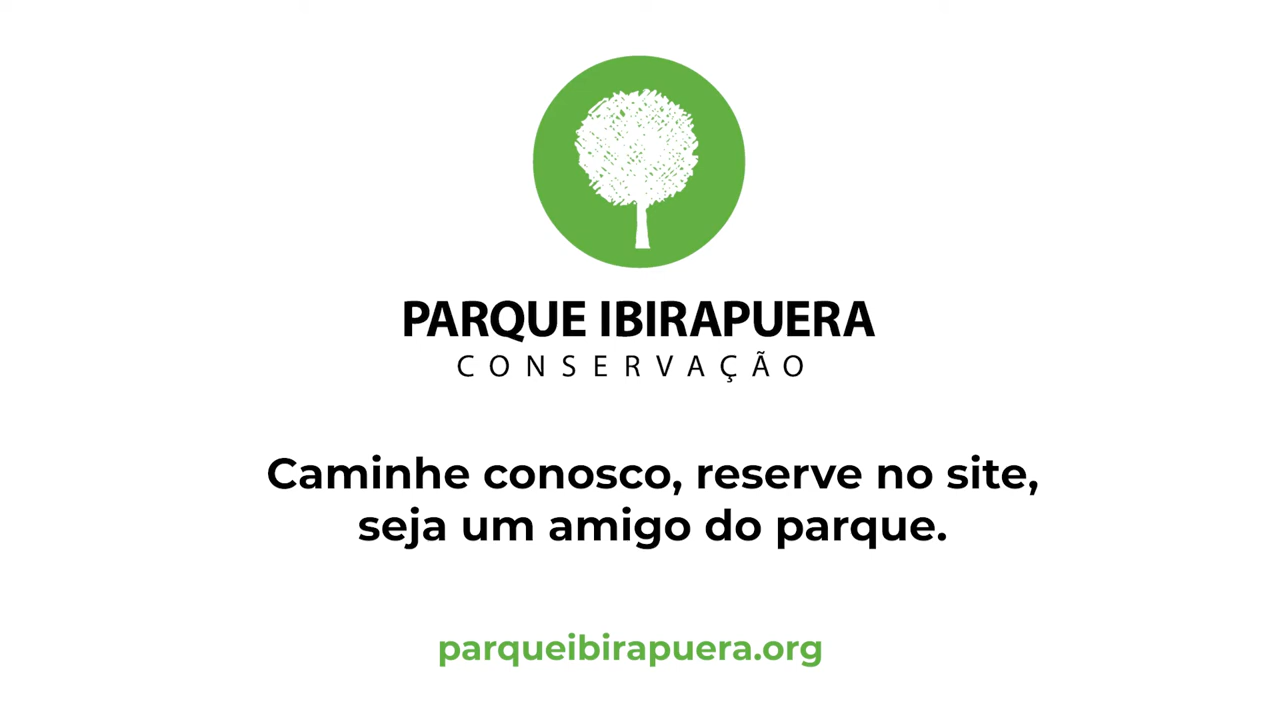 PARQUE IBIRAPUERA
CONSERVAÇÃO
Caminhe conosco, reserve no site,
seja um amigo do parque.
parqueibirapuera.org